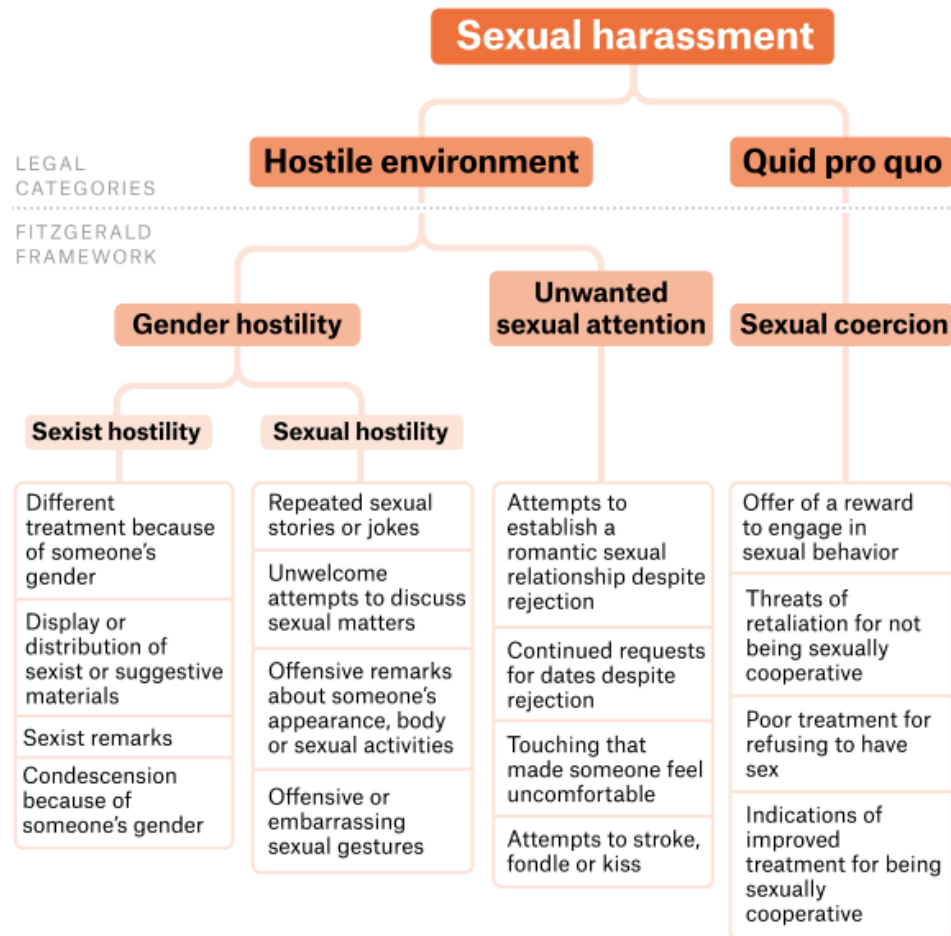 Sexual harassment
LEGAL
CATEGORIES
Hostile environment
Quid pro quo
FITZGERALD
FRAMEWORK
Gender hostility
Unwanted
sexual attention
Sexual coercion
Sexist hostility
Sexual hostility
Different
treatment because
of someone's
gender
Display or
distribution of
sexist or suggestive
materials
Sexist remarks
Condescension
because of
someone's gender
Repeated sexual
stories or jokes
Unwelcome
attempts to discuss
sexual matters
Offensive remarks
about someone's
appearance, body
or sexual activities
Offensive or
embarrassing
sexual gestures
Attempts to
establish a
romantic sexual
relationship despite
rejection
Continued requests
for dates despite
rejection
Touching that
made someone feel
uncomfortable
Attempts to stroke,
fondle or kiss
Offer of a reward
to engage in
sexual behavior
Threats of
retaliation for not
being sexually
cooperative
Poor treatment for
refusing to have
sex
Indications of
improved
treatment for being
sexually
cooperative